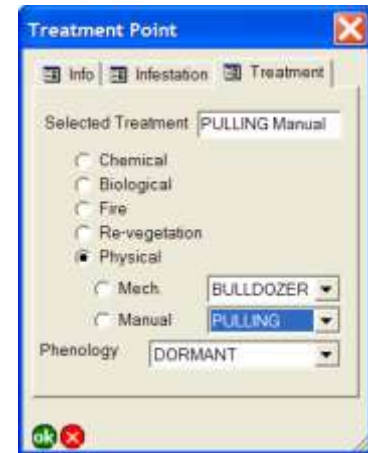 Treatment Point
Info Infestation Treatment
Selected Treatment PULLING Manual
Chemical
Biological
Fire
Re-vegetation
Physical
Mech. BULLDOZER
Manual PULLING
Phenology DORMANT
ok